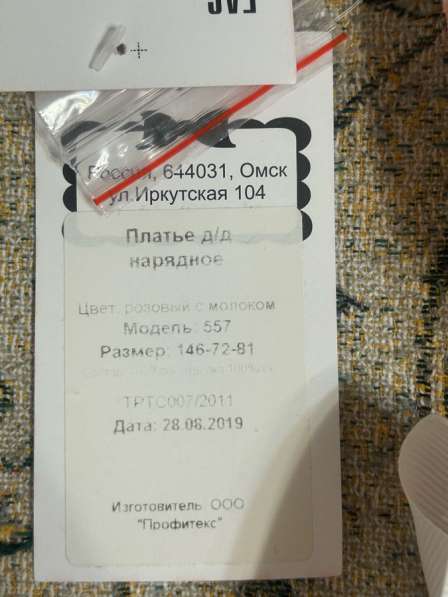 Россия, 644031, Омск
ул.Иркутская 104
Платье д/д
нарядное
Цвет: розовый с молоком
Модель: 557
Размер: 146-72-81
ТРТС007/2011
Дата: 28.08.2019
Изготовитель ООО
"Профитекс"